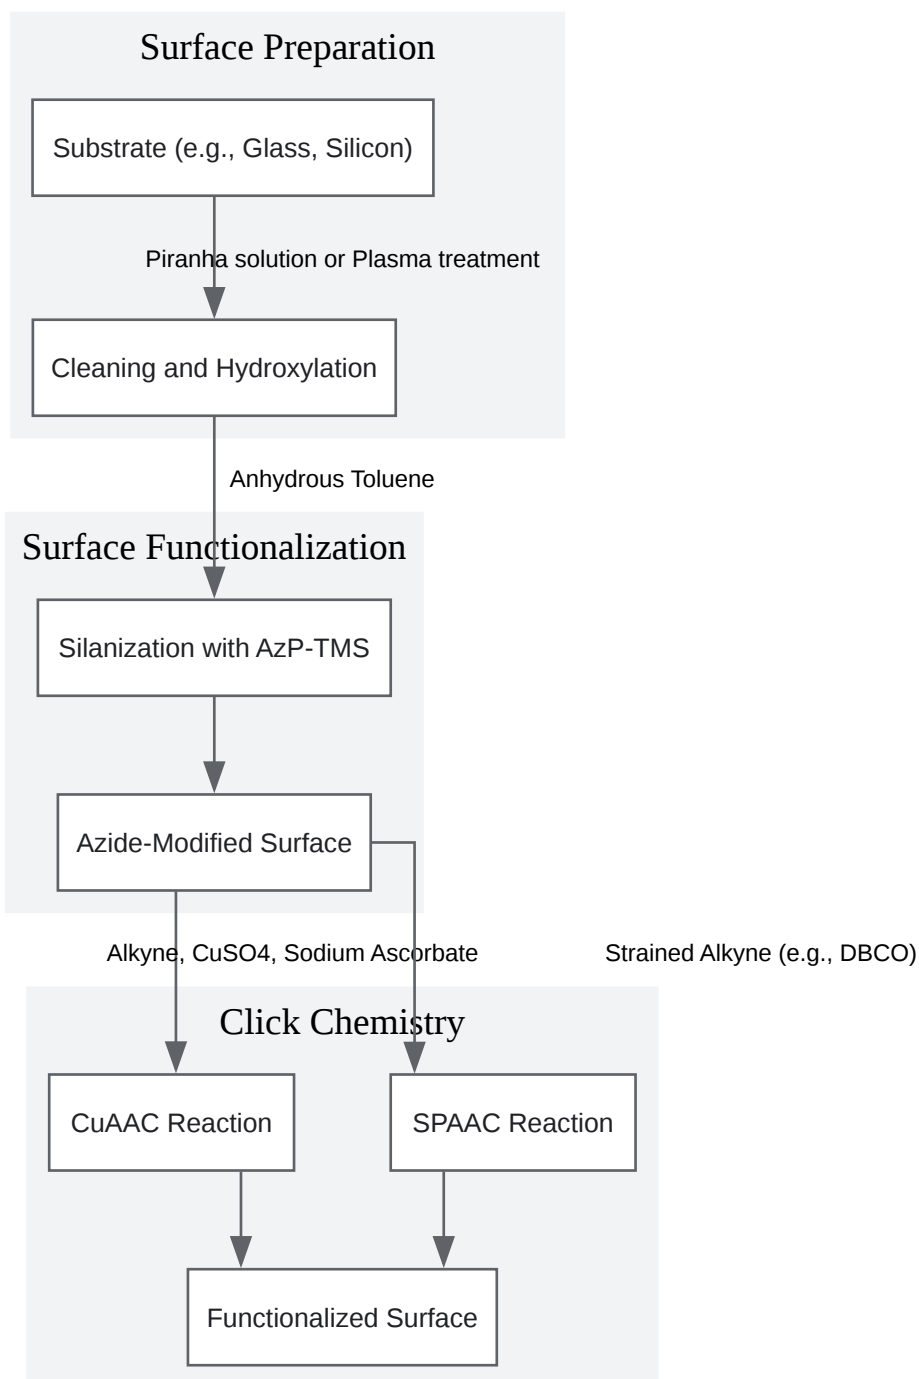 Surface Preparation
Substrate (e.g., Glass, Silicon)
Piranha solution or Plasma treatment
Cleaning and Hydroxylation
Anhydrous Toluene
Surface Functionalization
Silanization with AzP-TMS
Azide-Modified Surface
Alkyne, CuSO4, Sodium Ascorbate
Strained Alkyne (e.g., DBCO)
Click Chemistry
CuAAC Reaction
SPAAC Reaction
Functionalized Surface